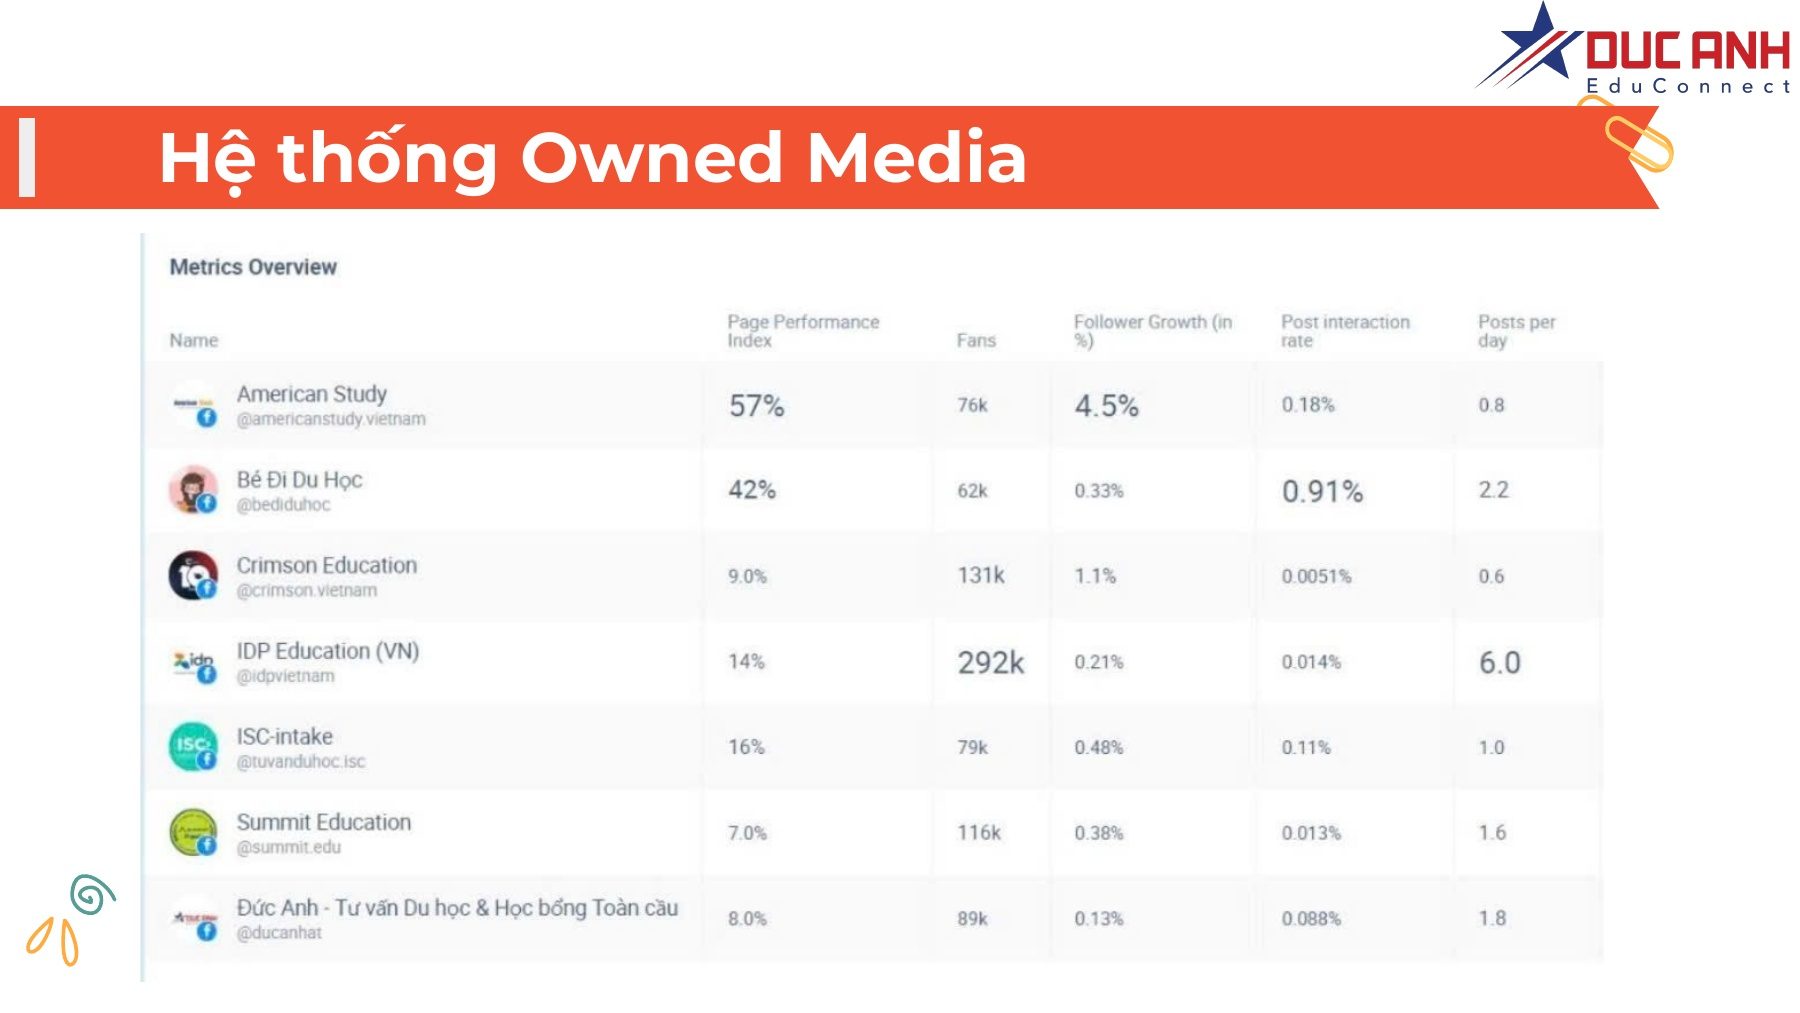 DUC ANH
EduConnect
Hệ thống Owned Media
Metrics Overview
Name
Page Performance
Index
Fans
Follower Growth (in
%)
Post interaction
rate
Posts per
day
American Study
@americanstudy.vietnam
57%
76k
4.5%
0.18%
0.8
Bé Đi Du Học
@bediduhoc
42%
62k
0.33%
0.91%
2.2
Crimson Education
@crimson.vietnam
9.0%
131k
1.1%
0.0051%
0.6
idp
IDP Education (VN)
@idpvietnam
14%
292k
0.21%
0.014%
6.0
ISC
ISC-intake
@tuvanduhoc.isc
16%
79k
0.48%
0.11%
1.0
Summit Education
@summit.edu
7.0%
116k
0.38%
0.013%
1.6
Đức Anh - Tư vấn Du học & Học bổng Toàn cầu
@ducanhat
8.0%
89k
0.13%
0.088%
1.8